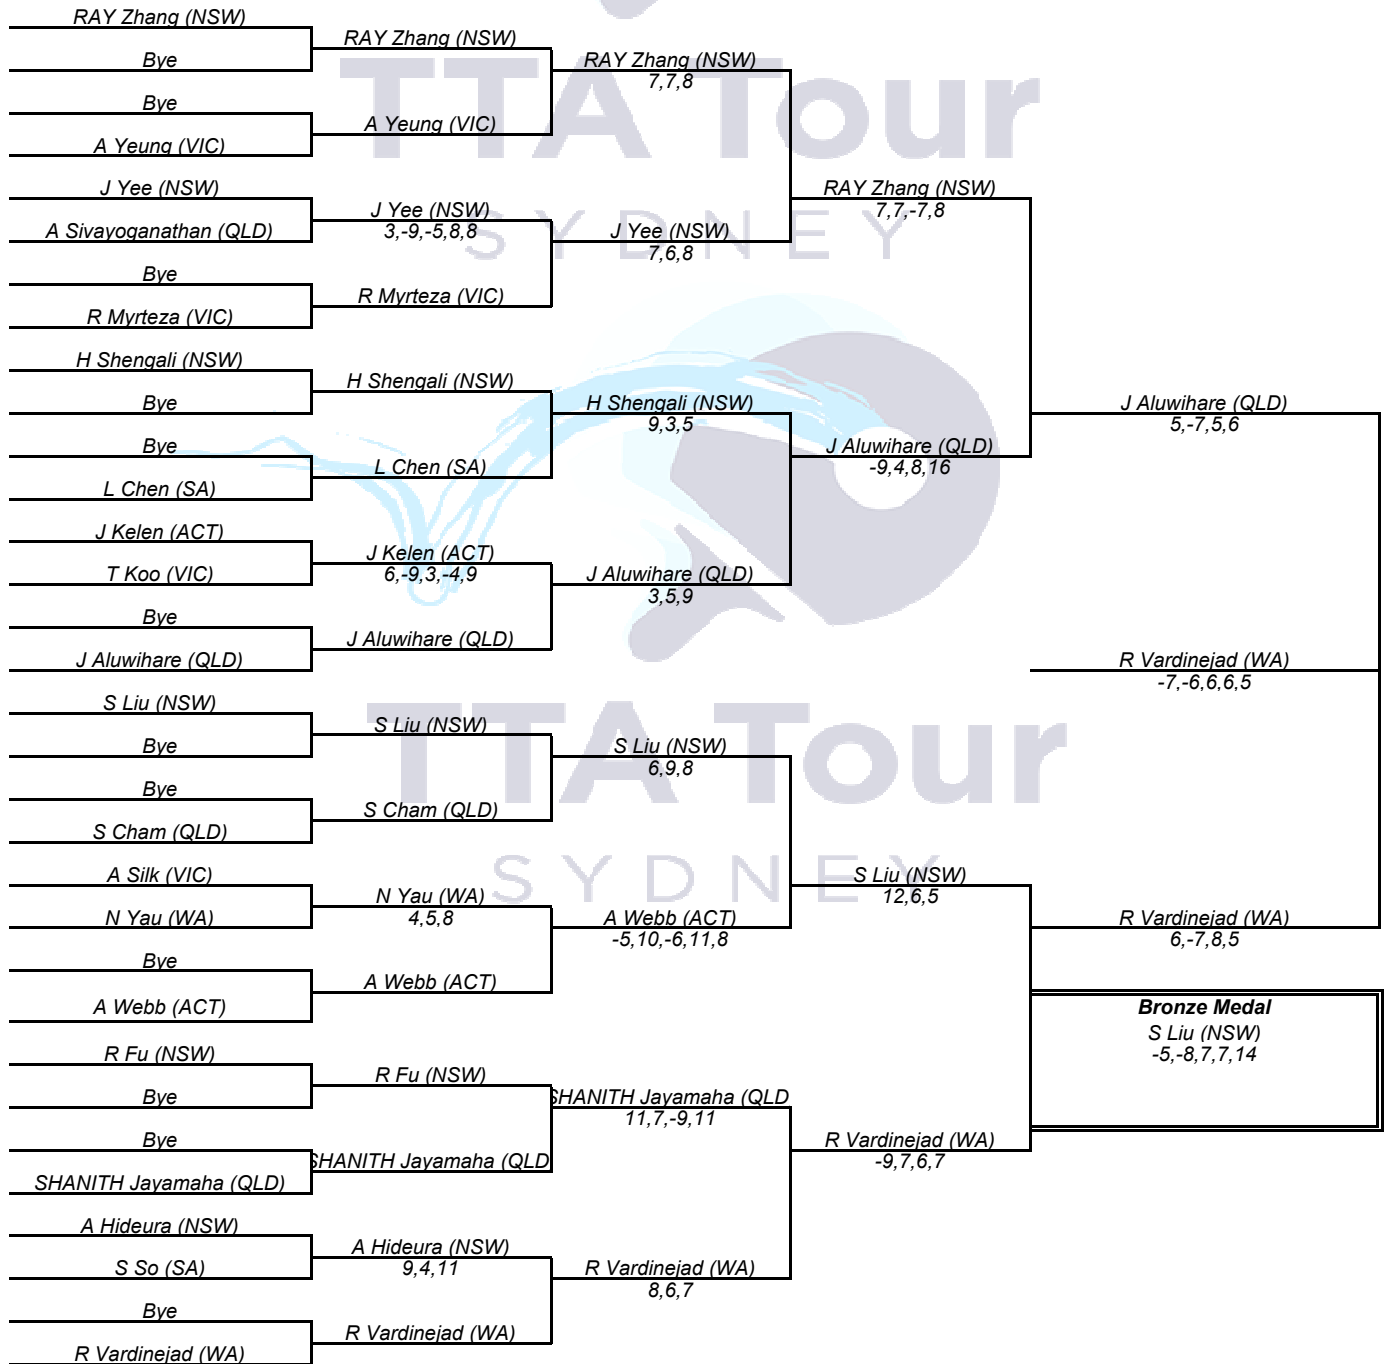 RAY Zhang (NSW)
Bye
Bye
A Yeung (VIC)
J Yee (NSW)
A Sivayoganathan (QLD)
Bye
R Myrteza (VIC)
H Shengali (NSW)
Bye
Bye
L Chen (SA)
J Kelen (ACT)
T Koo (VIC)
Bye
J Aluwihare (QLD)
S Liu (NSW)
Bye
Bye
S Cham (QLD)
A Silk (VIC)
N Yau (WA)
Bye
A Webb (ACT)
R Fu (NSW)
Bye
Bye
SHANITH Jayamaha (QLD)
A Hideura (NSW)
S So (SA)
Bye
R Vardinejad (WA)
RAY Zhang (NSW)
A Yeung (VIC)
J Yee (NSW)
3,-9,-5,8,8
R Myrteza (VIC)
H Shengali (NSW)
L Chen (SA)
J Kelen (ACT)
6,-9,3,-4,9
J Aluwihare (QLD)
S Liu (NSW)
S Cham (QLD)
N Yau (WA)
4,5,8
A Webb (ACT)
R Fu (NSW)
SHANITH Jayamaha (QLD
A Hideura (NSW)
9,4,11
R Vardinejad (WA)
RAY Zhang (NSW)
7,7,8
J Yee (NSW)
7,6,8
H Shengali (NSW)
9,3,5
J Aluwihare (QLD)
3,5,9
S Liu (NSW)
6,9,8
A Webb (ACT)
-5,10,-6,11,8
SHANITH Jayamaha (QLD
11,7,-9,11
R Vardinejad (WA)
8,6,7
RAY Zhang (NSW)
7,7,-7,8
J Aluwihare (QLD)
-9,4,8,16
S Liu (NSW)
12,6,5
R Vardinejad (WA)
-9,7,6,7
J Aluwihare (QLD)
5,-7,5,6
R Vardinejad (WA)
-7,-6,6,6,5
R Vardinejad (WA)
6,-7,8,5
Bronze Medal
S Liu (NSW)
-5,-8,7,7,14
TTA Tour
SYDNEY
TTA Tour
SYDNEY